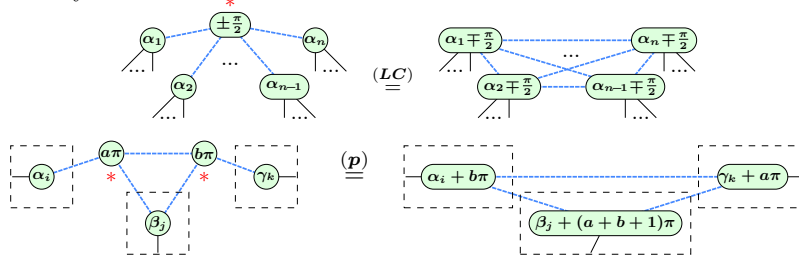 *
± π/2
α₁ αₙ α₁ ∓ π/2 ... αₙ ∓ π/2
... ... ... ... ...
(LC)
=
α₂ αₙ₋₁ α₂ ∓ π/2 αₙ₋₁ ∓ π/2
... ... ... ...
aπ bπ (p)
=
αᵢ * * γₖ αᵢ + bπ γₖ + aπ
βⱼ βⱼ + (a + b + 1)π